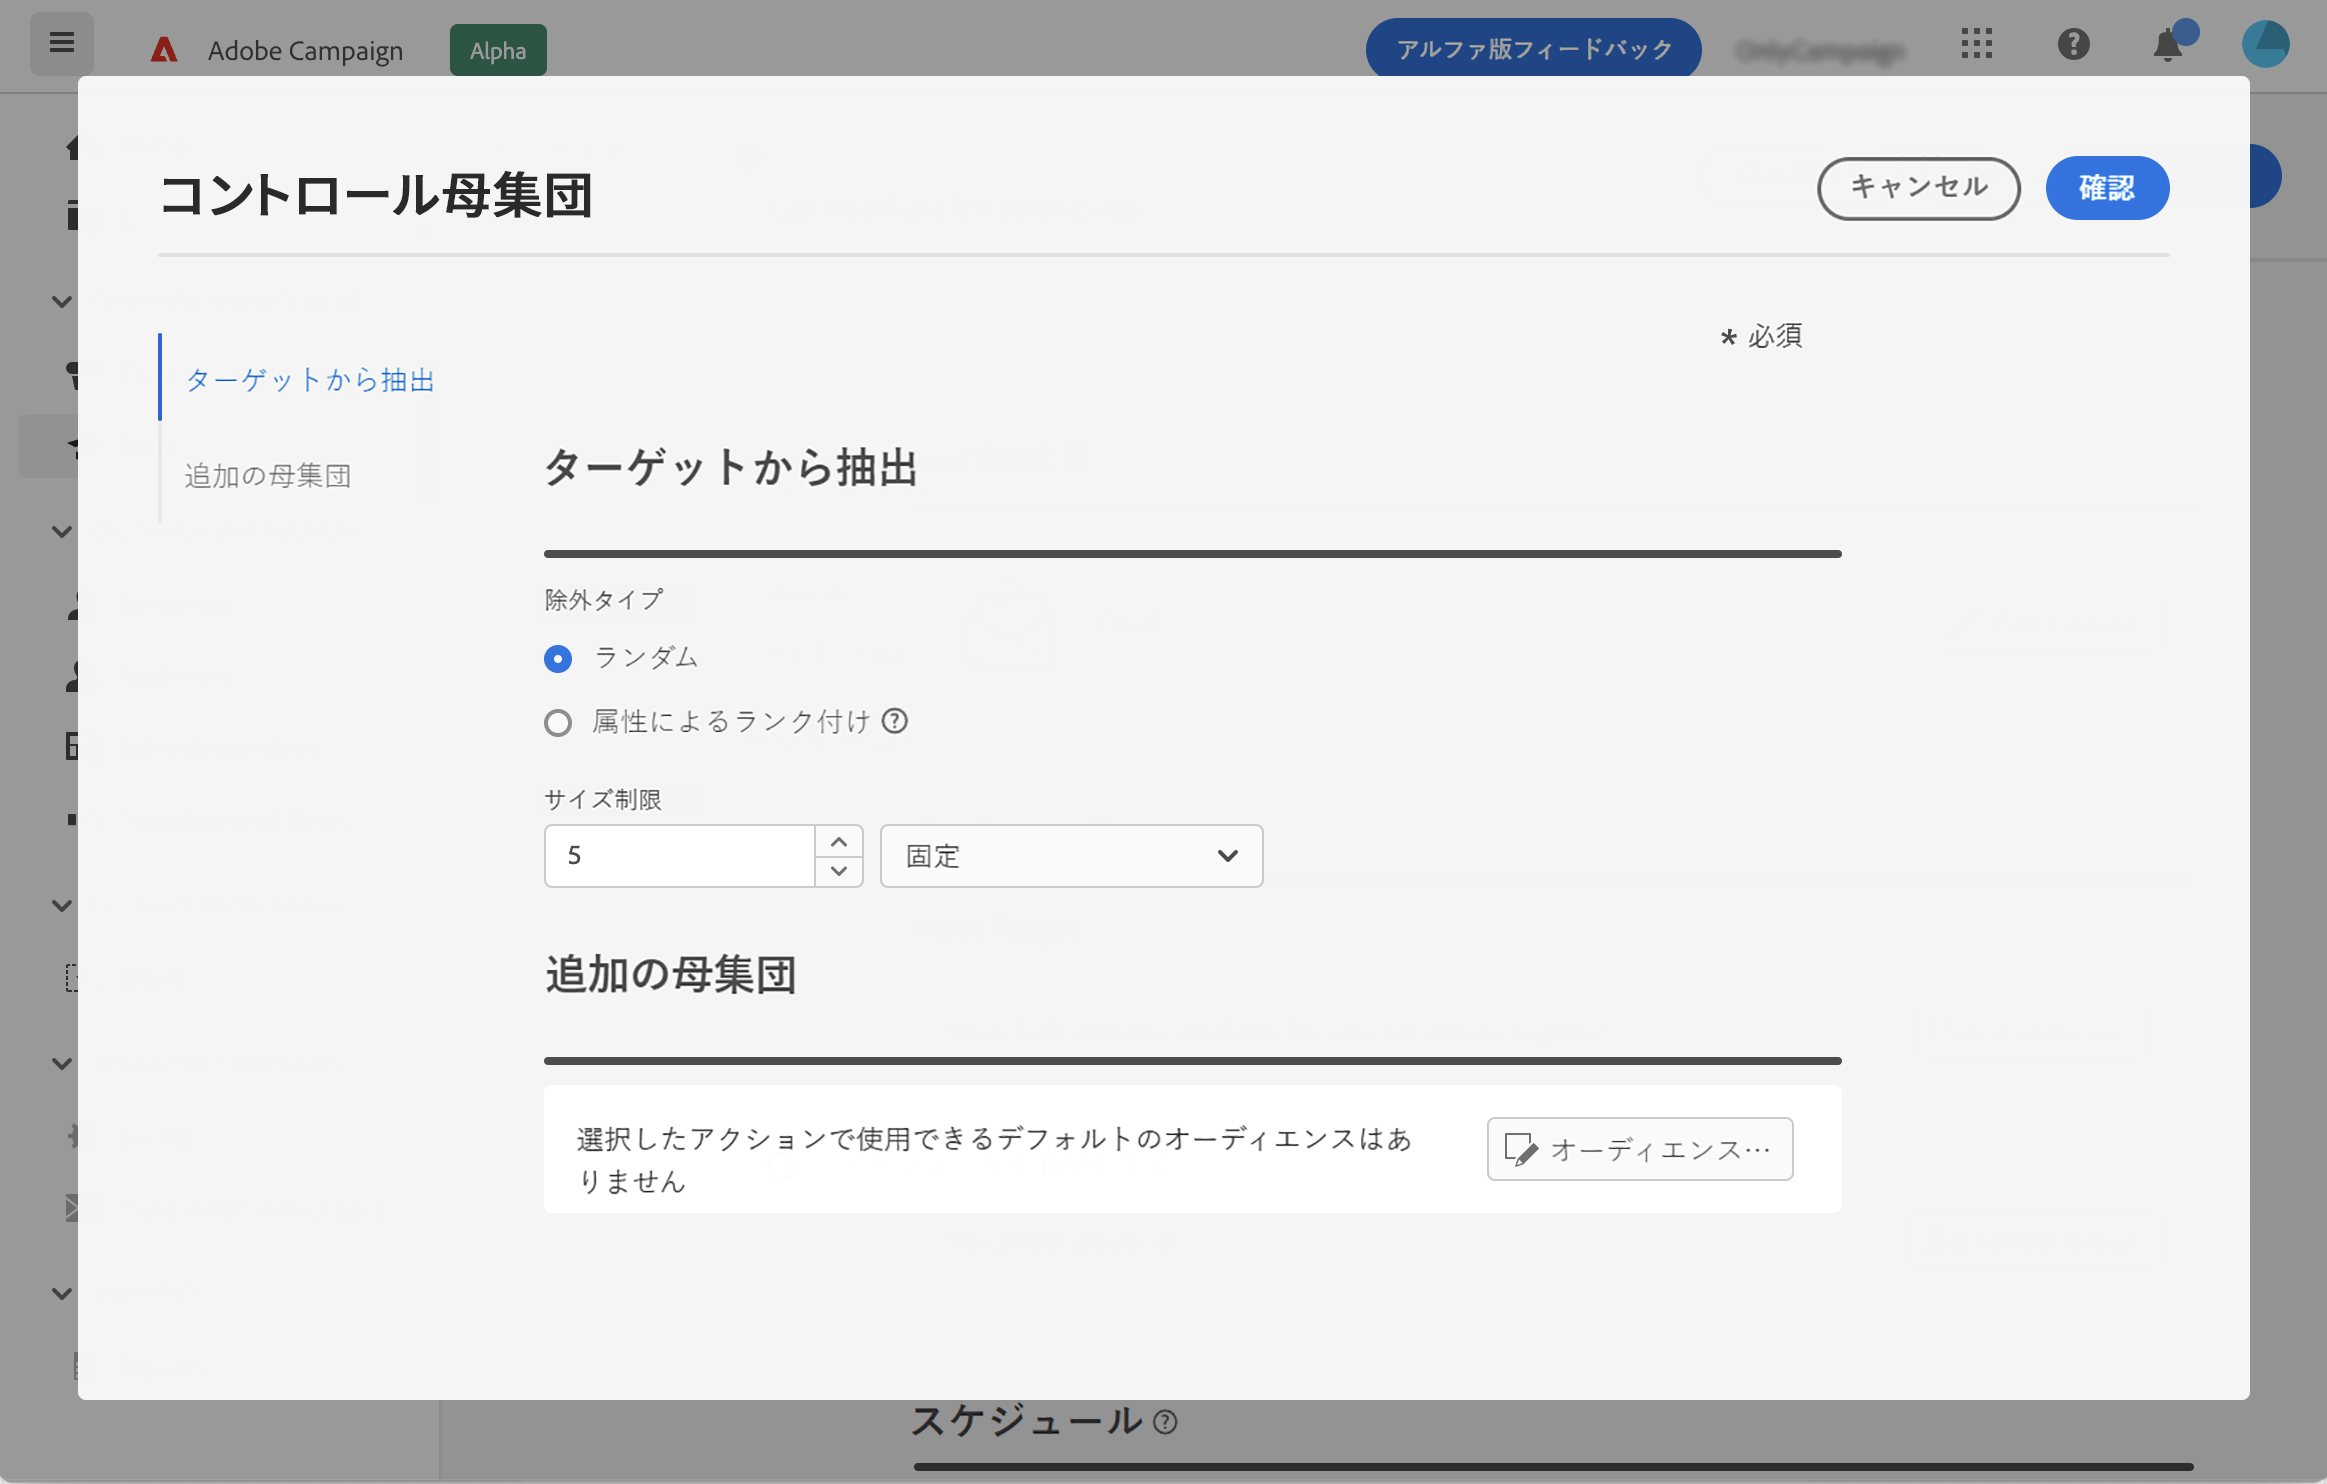 Adobe Campaign
Alpha
アルファ版フィードバック
コントロール母集団
キャンセル
確認
* 必須
ターゲットから抽出
追加の母集団
ターゲットから抽出
除外タイプ
ランダム
属性によるランク付け
サイズ制限
5
固定
追加の母集団
選択したアクションで使用できるデフォルトのオーディエンスはあ
りません
オーディエンス…
スケジュール